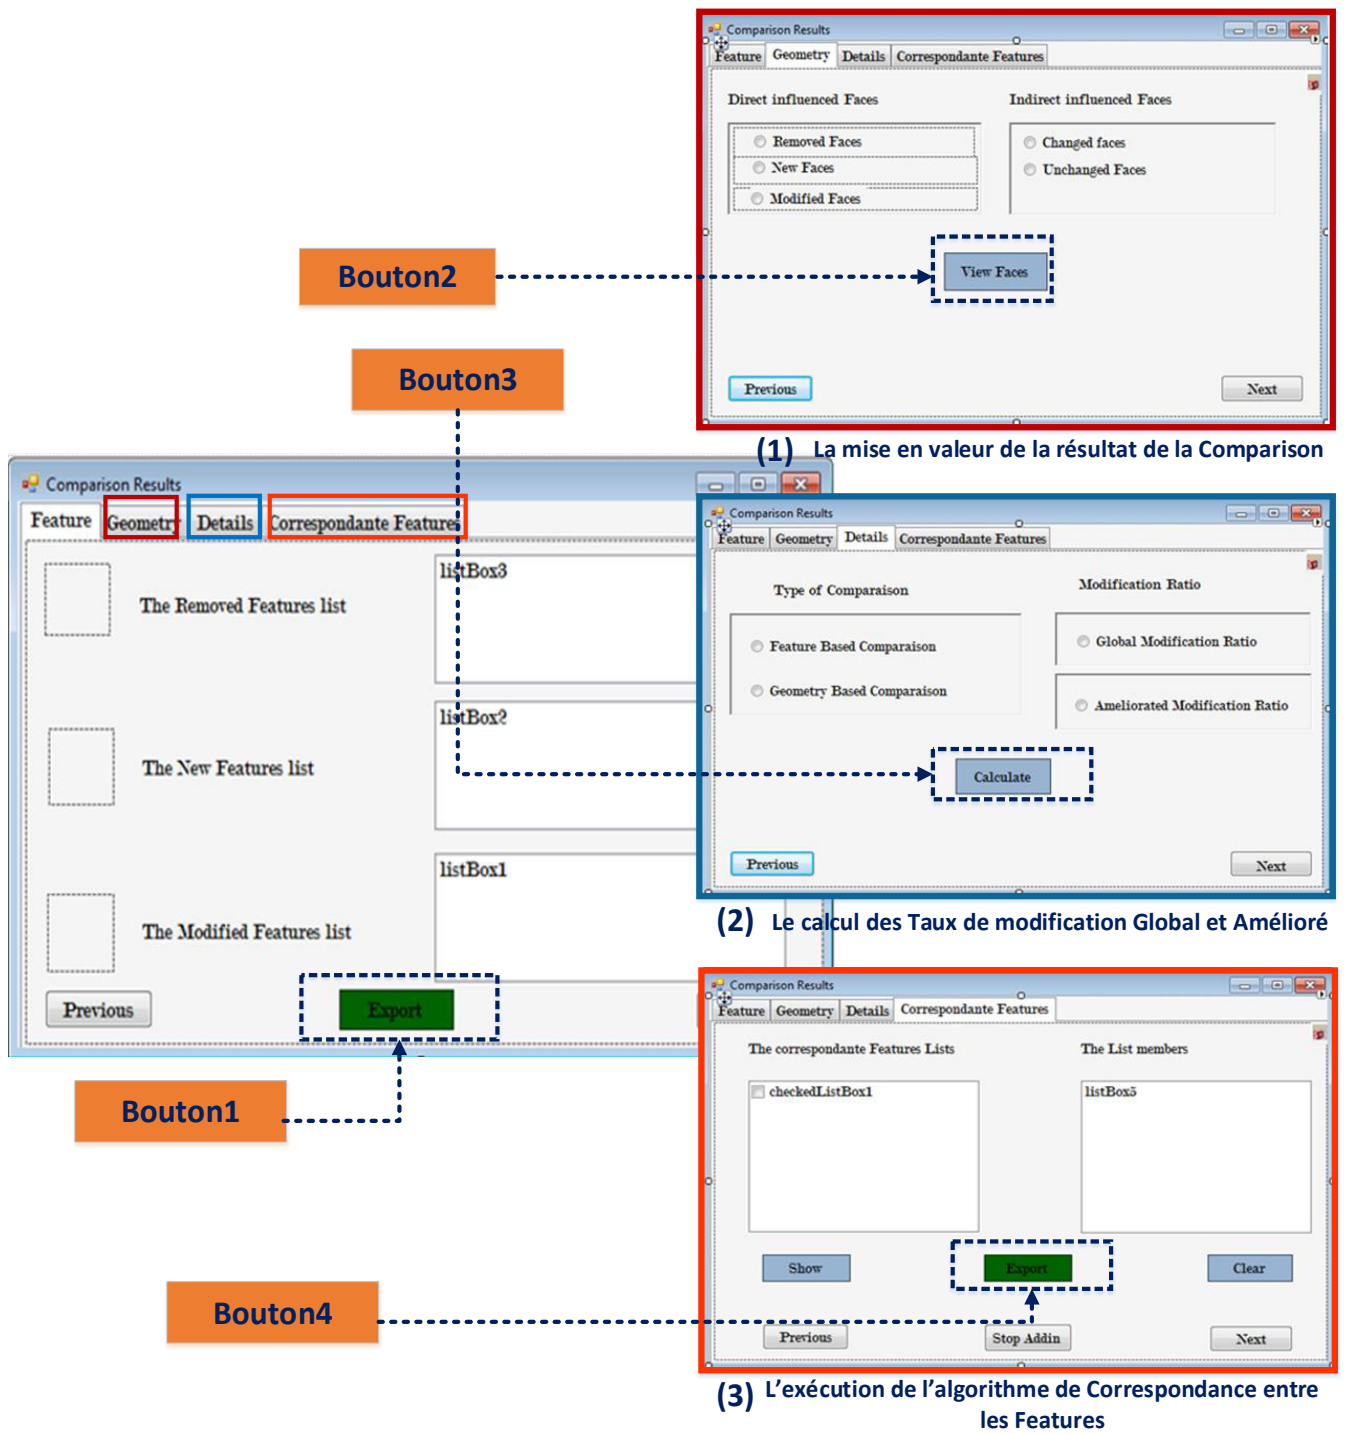 Comparison Results
Feature Geometry Details Correspondante Features
Direct influenced Faces
Indirect influenced Faces
Removed Faces
New Faces
Modified Faces
Changed faces
Unchanged Faces
View Faces
Previous
Next
(1) La mise en valeur de la résultat de la Comparison
Bouton2
Bouton3
Comparison Results
Feature Geometry Details Correspondante Features
The Removed Features list
listBox3
The New Features list
listBox2
The Modified Features list
listBox1
Previous
Export
Bouton1
Comparison Results
Feature Geometry Details Correspondante Features
Type of Comparaison
Modification Ratio
Feature Based Comparaison
Geometry Based Comparaison
Global Modification Ratio
Ameliorated Modification Ratio
Calculate
Previous
Next
(2) Le calcul des Taux de modification Global et Amélioré
Comparison Results
Feature Geometry Details Correspondante Features
The correspondante Features Lists
The List members
checkedListBox1
listBox5
Show
Export
Clear
Previous
Stop Addin
Next
Bouton4
(3) L'exécution de l'algorithme de Correspondance entre
les Features